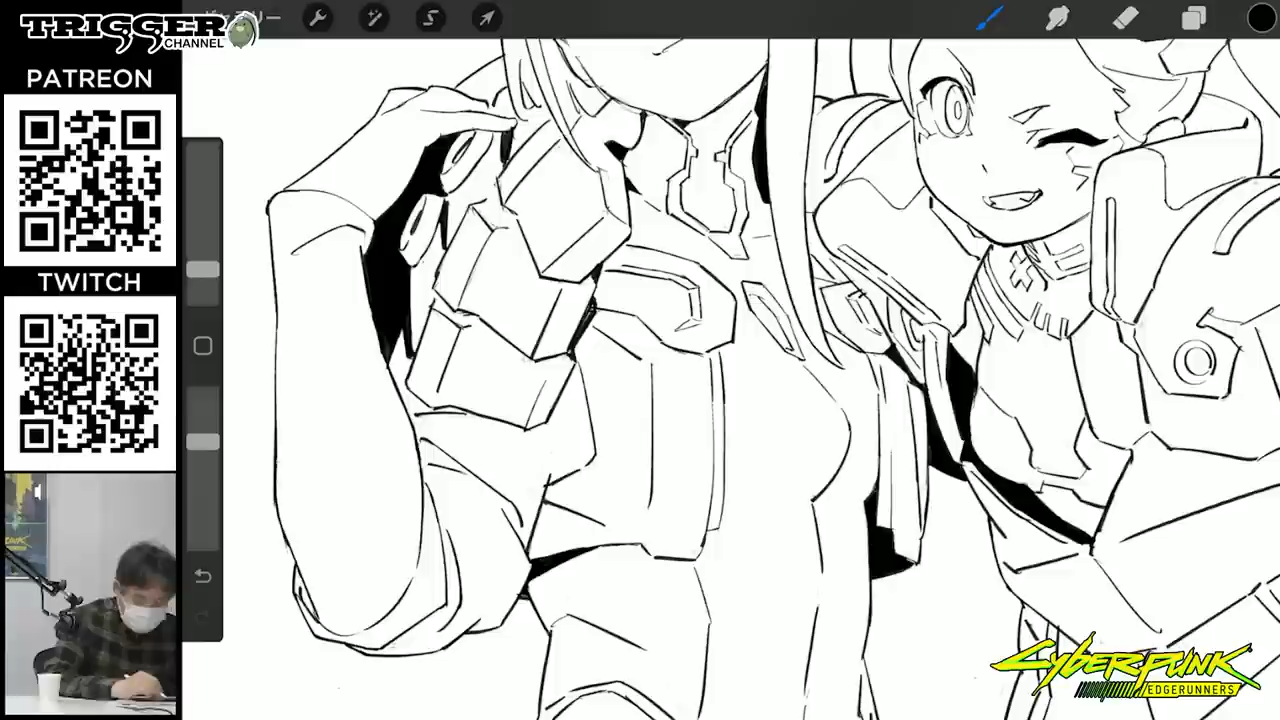 TRIGGER
CHANNEL
PATREON
TWITCH
CYBERPUNK
EDGERUNNERS